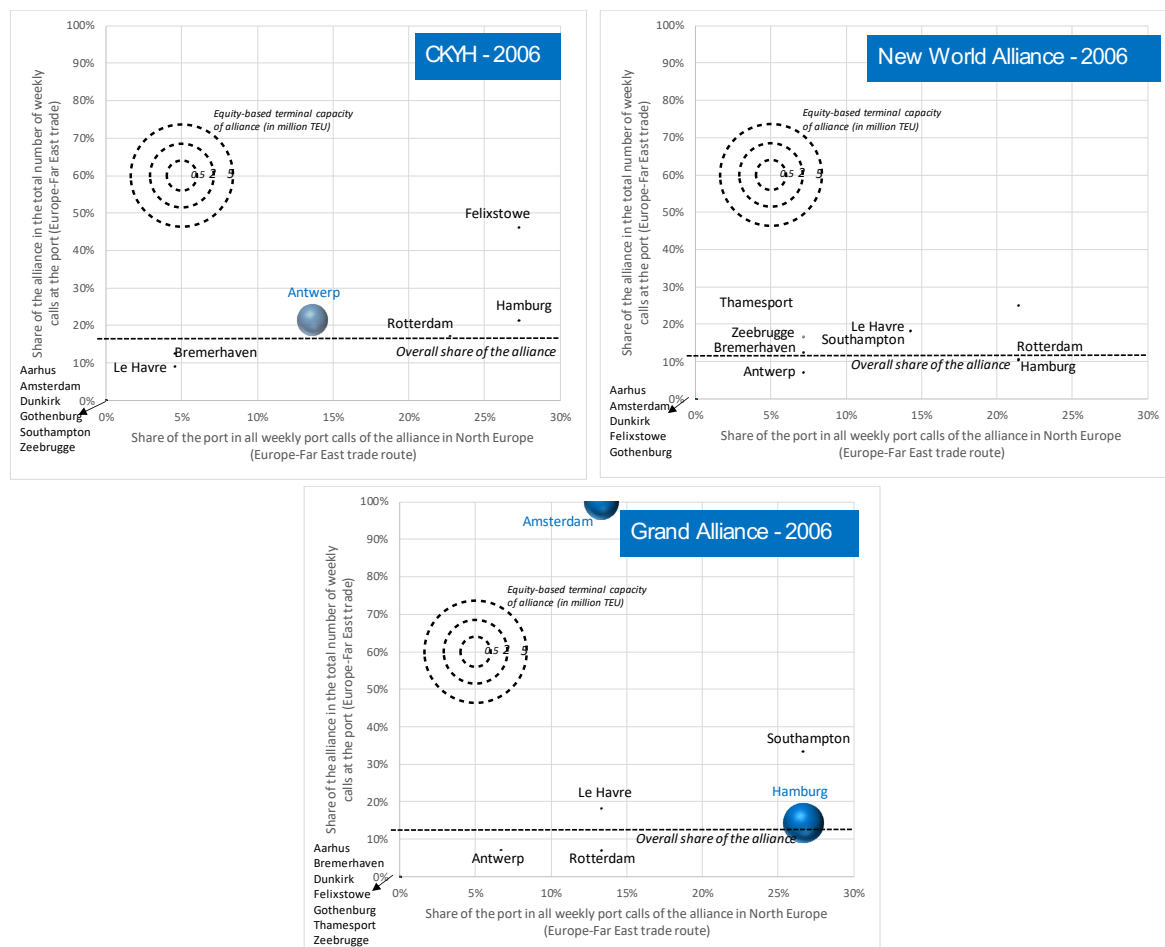 CKYH - 2006
Share of the alliance in the total number of weekly
calls at the port (Europe-Far East trade)
100%
90%
80%
70%
60%
50%
40%
30%
20%
10%
0%
Equity-based terminal capacity
of alliance (in million TEU)
0.5 2 5
Felixstowe
Antwerp
Hamburg
Rotterdam
Overall share of the alliance
Bremerhaven
Le Havre
Aarhus
Amsterdam
Dunkirk
Gothenburg
Southampton
Zeebrugge
0% 5% 10% 15% 20% 25% 30%
Share of the port in all weekly port calls of the alliance in North Europe
(Europe-Far East trade route)
New World Alliance - 2006
Share of the alliance in the total number of weekly
calls at the port (Europe-Far East trade)
100%
90%
80%
70%
60%
50%
40%
30%
20%
10%
0%
Equity-based terminal capacity
of alliance (in million TEU)
0.5 2 5
Thamesport
Zeebrugge
Le Havre
Southampton
Bremerhaven
Rotterdam
Overall share of the alliance
Hamburg
Antwerp
Aarhus
Amsterdam
Dunkirk
Felixstowe
Gothenburg
0% 5% 10% 15% 20% 25% 30%
Share of the port in all weekly port calls of the alliance in North Europe
(Europe-Far East trade route)
Grand Alliance - 2006
Share of the alliance in the total number of weekly
calls at the port (Europe-Far East trade)
100%
90%
80%
70%
60%
50%
40%
30%
20%
10%
0%
Amsterdam
Equity-based terminal capacity
of alliance (in million TEU)
0.5 2 5
Southampton
Le Havre
Hamburg
Overall share of the alliance
Antwerp
Rotterdam
Aarhus
Bremerhaven
Dunkirk
Felixstowe
Gothenburg
Thamesport
Zeebrugge
0% 5% 10% 15% 20% 25% 30%
Share of the port in all weekly port calls of the alliance in North Europe
(Europe-Far East trade route)